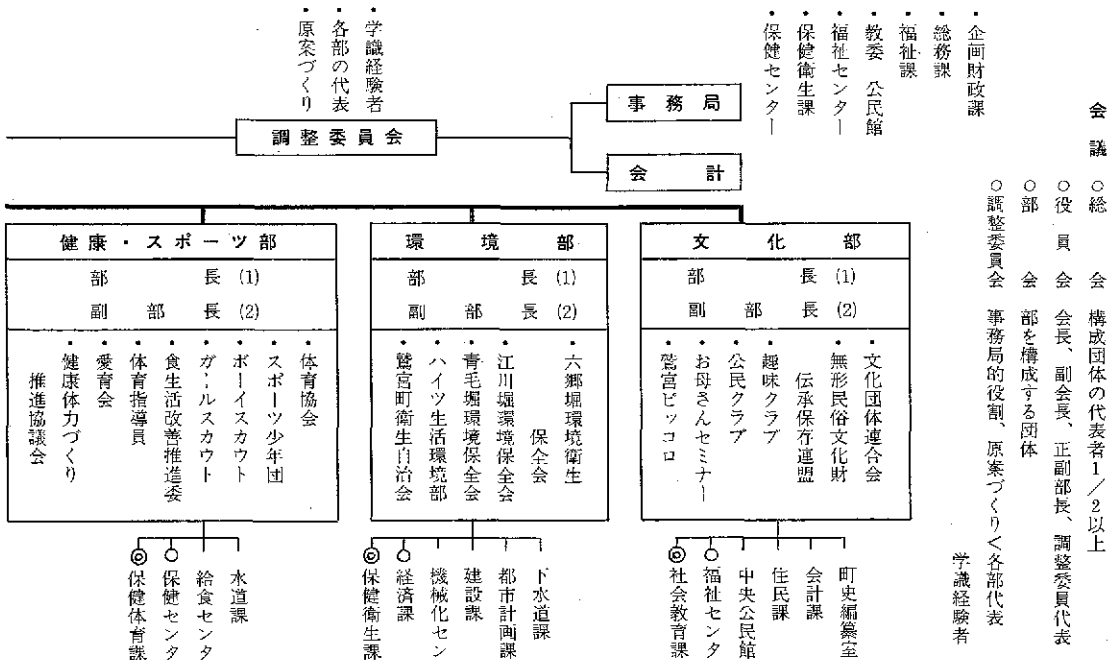 会議
○総会 構成団体の代表者1/2以上
○役員会 会長、副会長、正副部長、調整委員代表
○部会 部を構成する団体
○調整委員会 事務局的役割、原案づくり<各部代表
学識経験者
・企画財政課
・総務課
・福祉課
・教委 公民館
・福祉センター
・保健衛生課
・保健センター
事務局
会計
・学識経験者
・各部の代表
・原案づくり
調整委員会
文化部
部長(1)
副部長(2)
・文化団体連合会
・無形民俗文化財
伝承保存連盟
・趣味クラブ
・公民クラブ
・お母さんセミナー
・鷲宮ピッコロ
町史編纂室
会計課
住民課
中央公民館
○福祉センタ
◎社会教育課
環境部
部長(1)
副部長(2)
・六郷堀環境衛生
保全会
・江川堀環境保全会
・青毛堀環境保全会
・ハイツ生活環境部
・鷲宮町衛生自治会
下水道課
都市計画課
建設課
機械化セン
○経済課
◎保健衛生課
健康・スポーツ部
部長(1)
副部長(2)
・体育協会
・スポーツ少年団
・ボーイスカウト
・ガールスカウト
・食生活改善推進委
・体育指導員
・愛育会
・健康体力づくり
推進協議会
水道課
給食センタ
○保健センタ
◎保健体育課